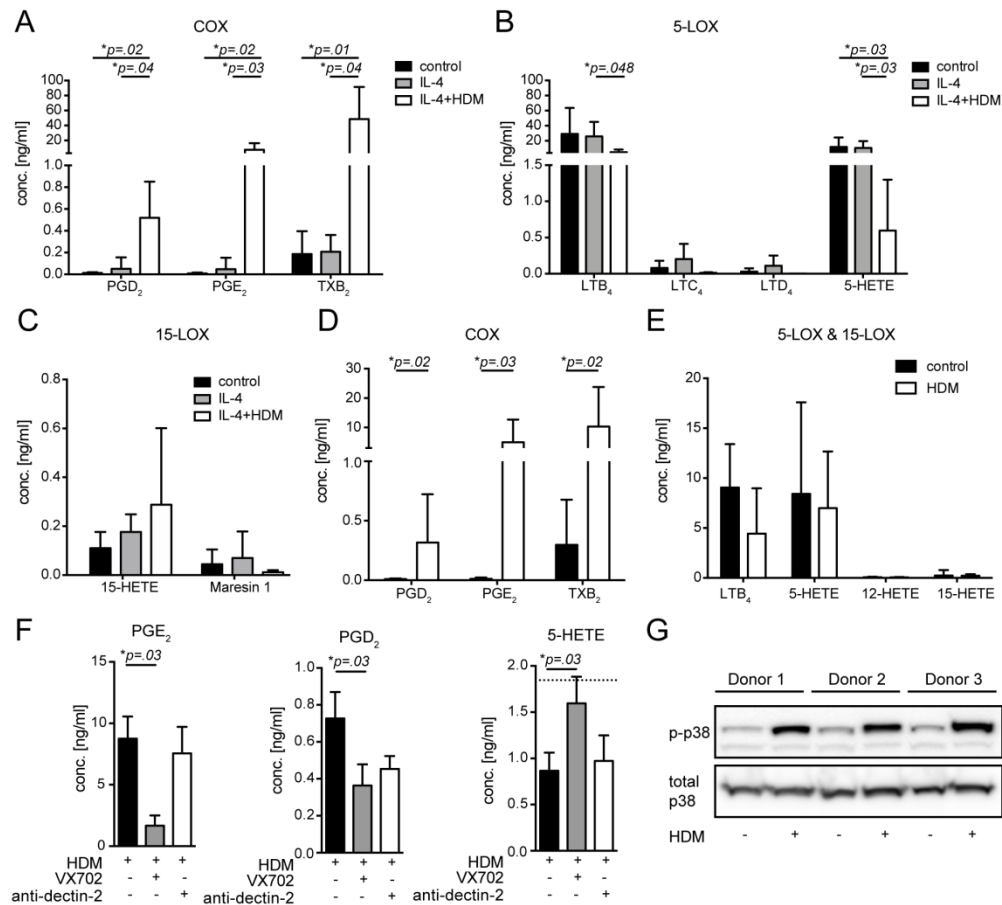 A
COX
*p=.02 *p=.02 *p=.01
*p=.04 *p=.03 *p=.04
control
IL-4
IL-4+HDM
conc. [ng/ml]
100
80
60
40
20
1.0
0.8
0.6
0.4
0.2
0.0
PGD2 PGE2 TXB2
B
5-LOX
*p=.03
*p=.048 *p=.03
control
IL-4
IL-4+HDM
conc. [ng/ml]
100
80
60
40
20
1.5
1.0
0.5
0.0
LTB4 LTC4 LTD4 5-HETE
C
15-LOX
control
IL-4
IL-4+HDM
conc. [ng/ml]
0.8
0.6
0.4
0.2
0.0
15-HETE Maresin 1
D
COX
*p=.02 *p=.03 *p=.02
conc. [ng/ml]
30
20
10
1.0
0.5
0.0
PGD2 PGE2 TXB2
E
5-LOX & 15-LOX
control
HDM
conc. [ng/ml]
20
15
10
5
0
LTB4 5-HETE 12-HETE 15-HETE
F
PGE2
*p=.03
conc. [ng/ml]
15
10
5
0
HDM + + +
VX702 - + -
anti-dectin-2 - - +
PGD2
*p=.03
conc. [ng/ml]
1.0
0.8
0.6
0.4
0.2
0.0
HDM + + +
VX702 - + -
anti-dectin-2 - - +
5-HETE
*p=.03
conc. [ng/ml]
2.0
1.5
1.0
0.5
0.0
HDM + + +
VX702 - + -
anti-dectin-2 - - +
G
Donor 1 Donor 2 Donor 3
p-p38
total
p38
HDM - + - + - +